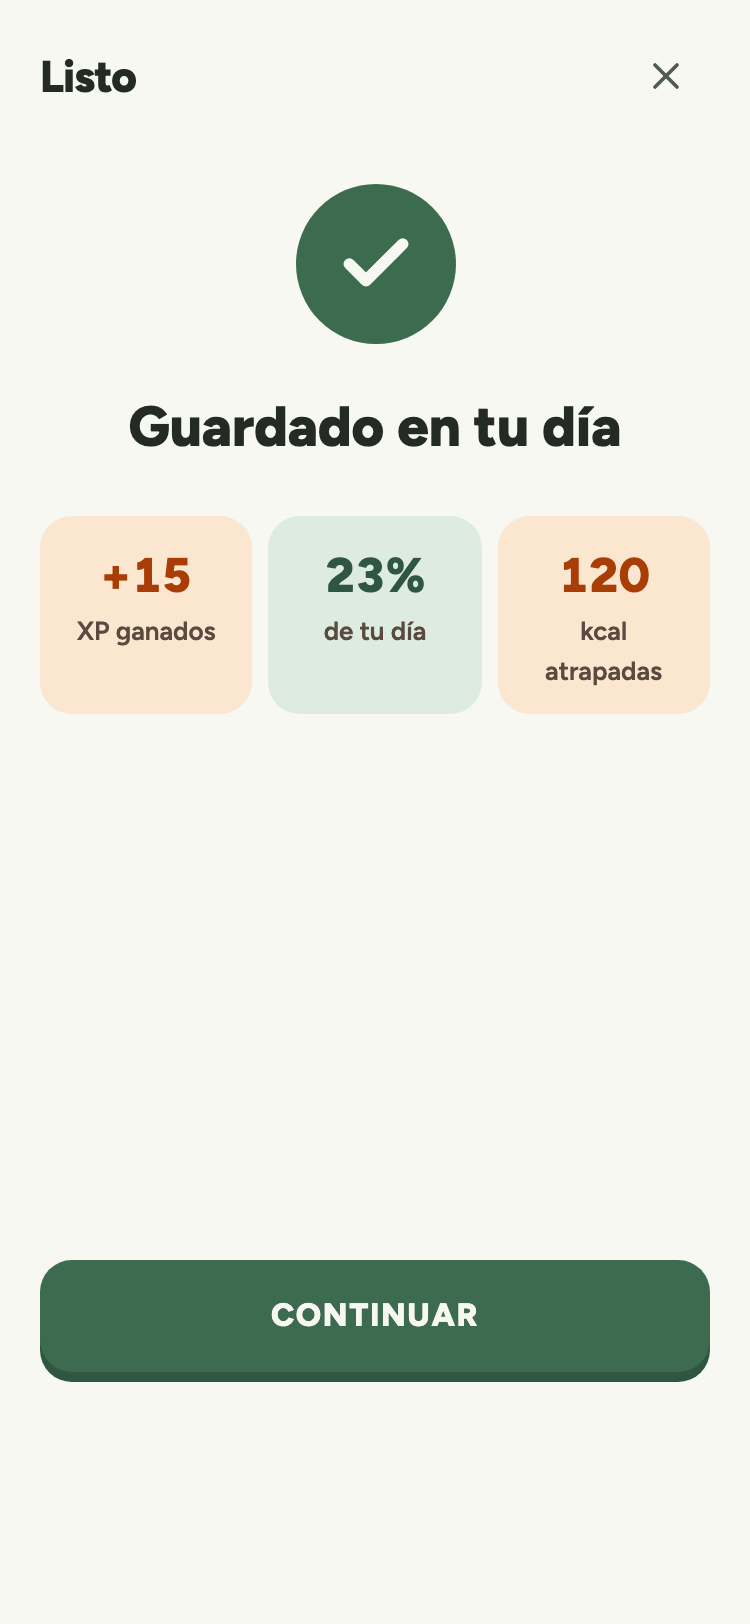 Listo
Guardado en tu día
+15
XP ganados
23%
de tu día
120
kcal
atrapadas
CONTINUAR